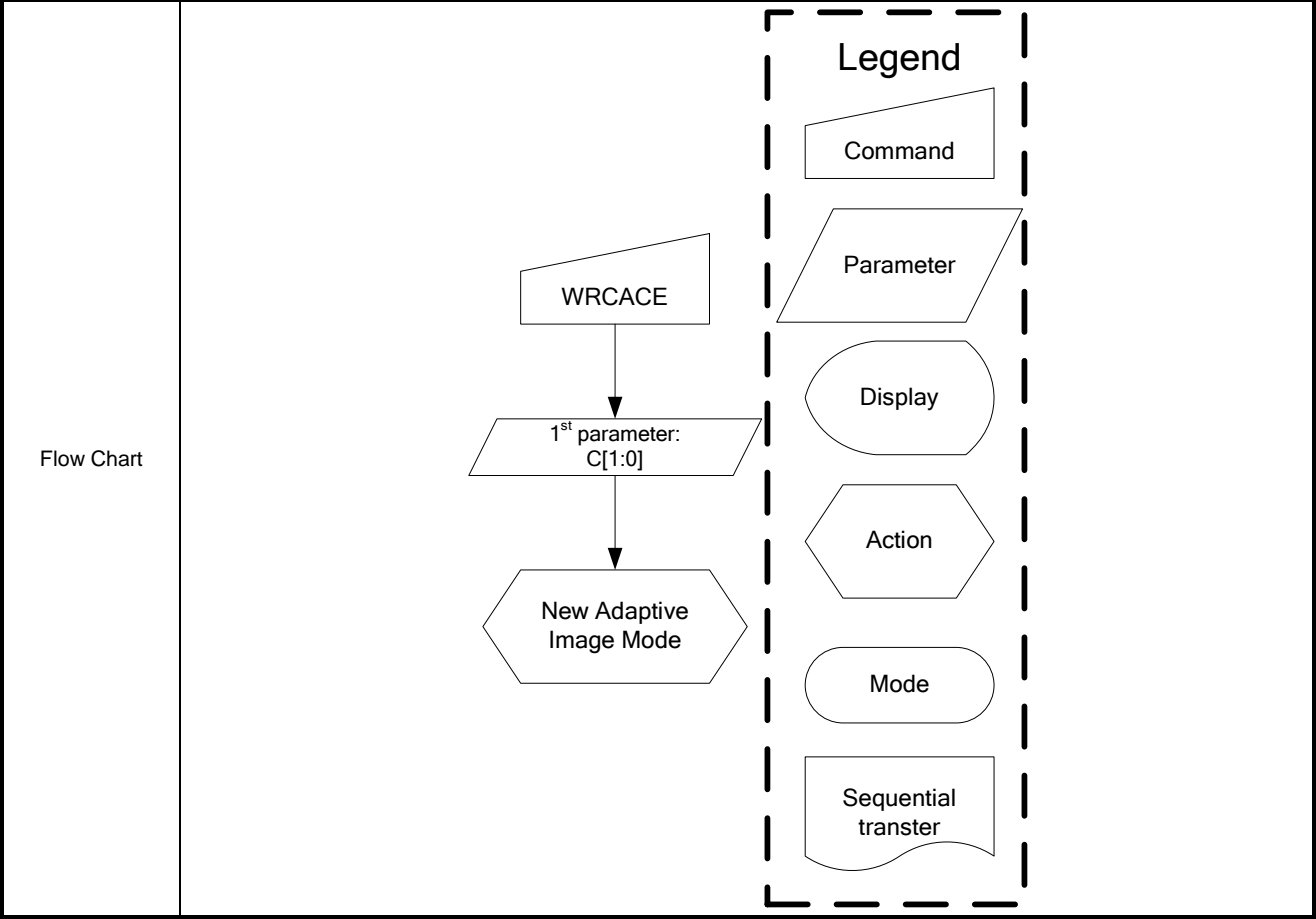 Flow Chart
WRCACE
1st parameter:
C[1:0]
New Adaptive
Image Mode
Legend
Command
Parameter
Display
Action
Mode
Sequential
transter